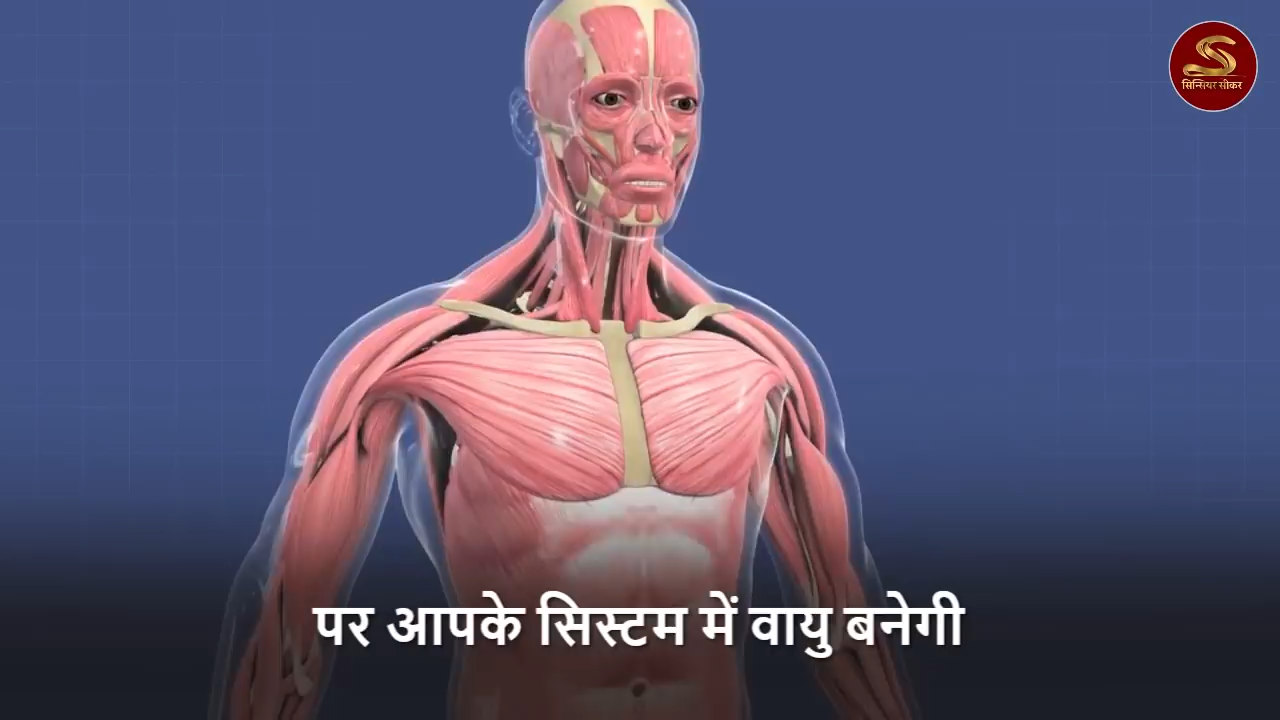 सिन्सियर सीकर
पर आपके सिस्टम में वायु बनेगी